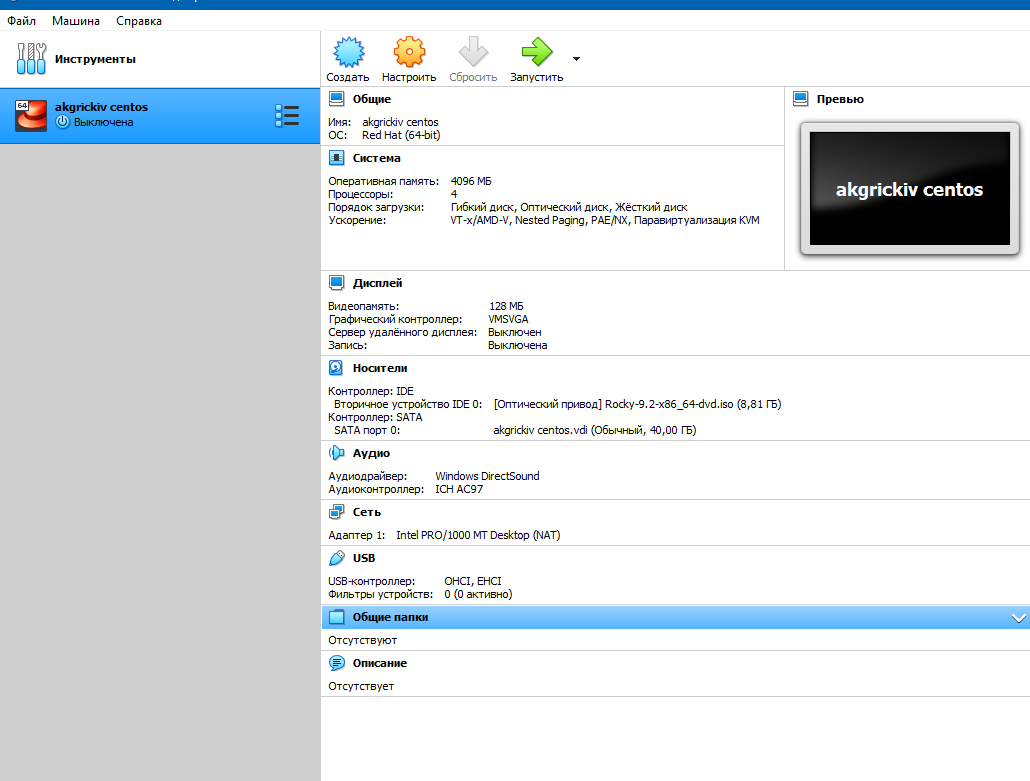 Файл Машина Справка
Инструменты
Создать Настроить Сбросить Запустить
64
akgrickiv centos
Выключена
Общие
Имя: akgrickiv centos
ОС: Red Hat (64-bit)
Превью
akgrickiv centos
Система
Оперативная память: 4096 МБ
Процессоры: 4
Порядок загрузки: Гибкий диск, Оптический диск, Жёсткий диск
Ускорение: VT-x/AMD-V, Nested Paging, PAE/NX, Паравиртуализация KVM
Дисплей
Видеопамять: 128 МБ
Графический контроллер: VMSVGA
Сервер удалённого дисплея: Выключен
Запись: Выключена
Носители
Контроллер: IDE
Вторичное устройство IDE 0: [Оптический привод] Rocky-9.2-x86_64-dvd.iso (8,81 ГБ)
Контроллер: SATA
SATA порт 0: akgrickiv centos.vdi (Обычный, 40,00 ГБ)
Аудио
Аудиодрайвер: Windows DirectSound
Аудиоконтроллер: ICH AC97
Сеть
Адаптер 1: Intel PRO/1000 MT Desktop (NAT)
USB
USB-контроллер: OHCI, EHCI
Фильтры устройств: 0 (0 активно)
Общие папки
Отсутствуют
Описание
Отсутствует